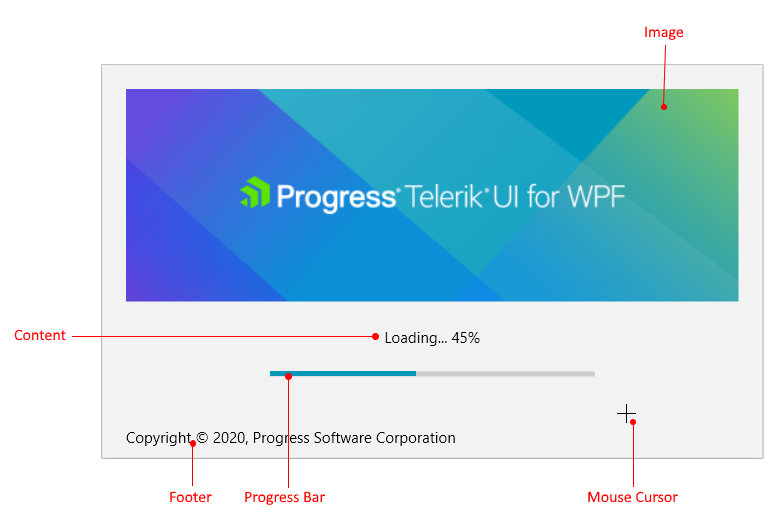 Image
Progress® Telerik® UI for WPF
Content
Loading... 45%
Copyright © 2020, Progress Software Corporation
Footer
Progress Bar
Mouse Cursor